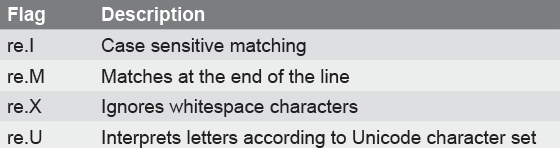 Flag Description
re.I Case sensitive matching
re.M Matches at the end of the line
re.X Ignores whitespace characters
re.U Interprets letters according to Unicode character set